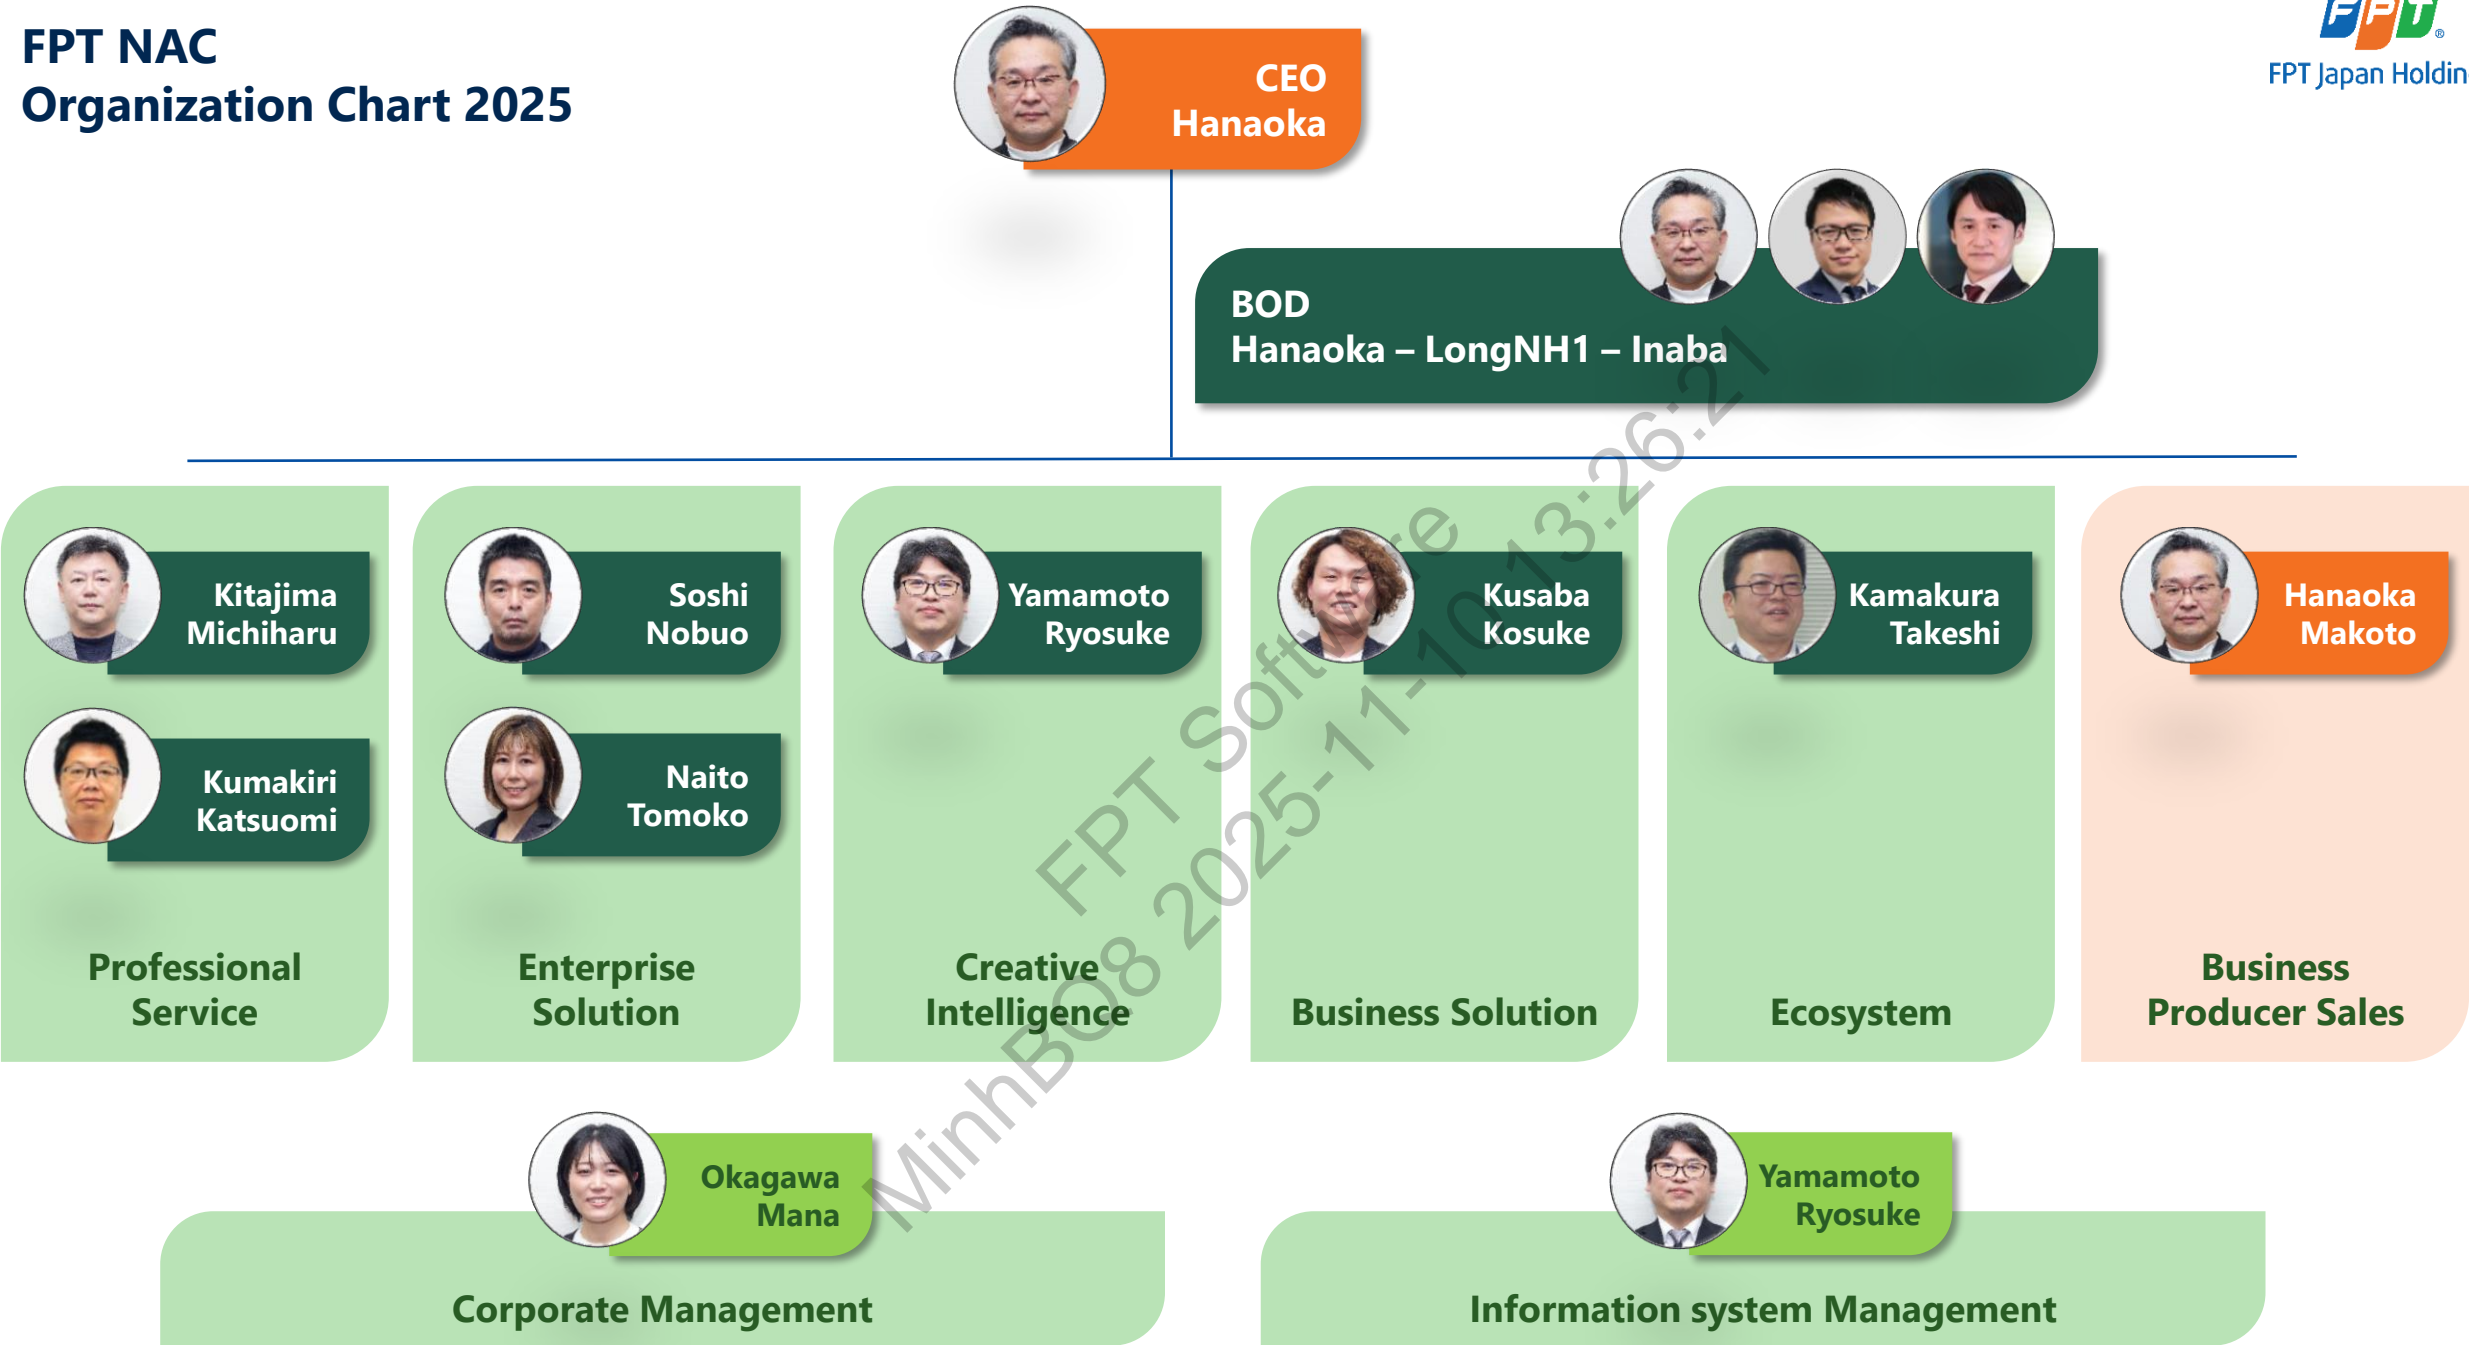 FPT NAC
Organization Chart 2025
FPT
®
FPT Japan Holdin
CEO
Hanaoka
BOD
Hanaoka – LongNH1 – Inaba
Kitajima
Michiharu
Kumakiri
Katsuomi
Professional
Service
Soshi
Nobuo
Naito
Tomoko
Enterprise
Solution
Yamamoto
Ryosuke
Creative
Intelligence
Kusaba
Kosuke
Business Solution
Kamakura
Takeshi
Ecosystem
Hanaoka
Makoto
Business
Producer Sales
Okagawa
Mana
Corporate Management
Yamamoto
Ryosuke
Information system Management
FPT Software
MinhBQ8 2025-11-10 13:26:21